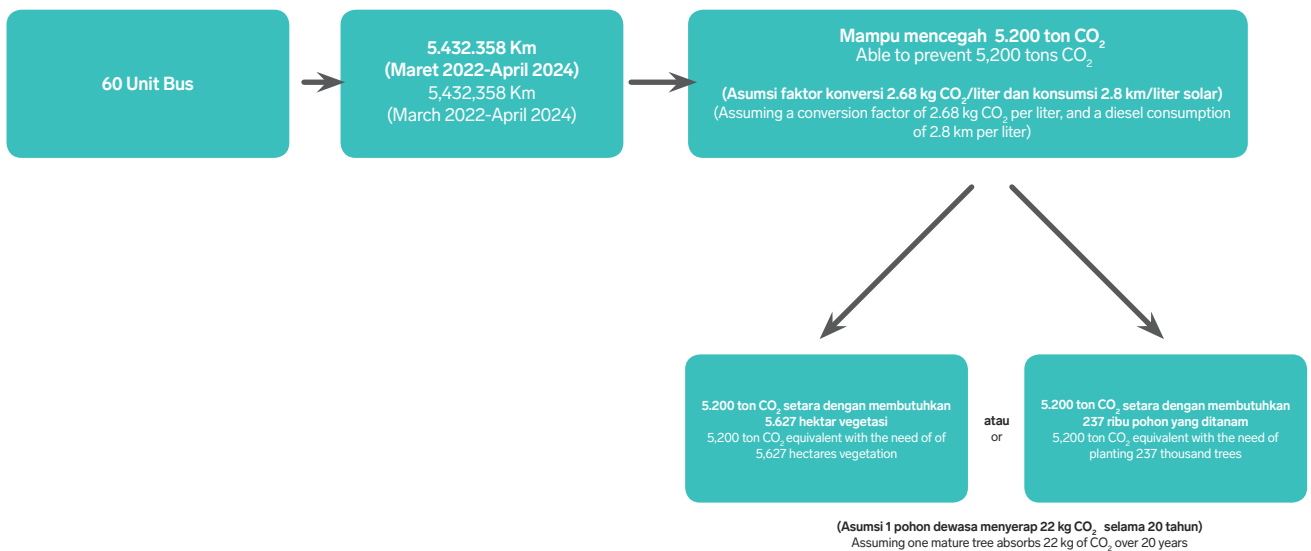 60 Unit Bus
5.432.358 Km
(Maret 2022-April 2024)
5,432,358 Km
(March 2022-April 2024)
Mampu mencegah 5.200 ton CO₂
Able to prevent 5,200 tons CO₂
(Asumsi faktor konversi 2.68 kg CO₂/liter dan konsumsi 2.8 km/liter solar)
(Assuming a conversion factor of 2.68 kg CO₂ per liter, and a diesel consumption
of 2.8 km per liter)
5.200 ton CO₂ setara dengan membutuhkan
5.627 hektar vegetasi
5,200 ton CO₂ equivalent with the need of of
5,627 hectares vegetation
atau
or
5.200 ton CO₂ setara dengan membutuhkan
237 ribu pohon yang ditanam
5,200 ton CO₂ equivalent with the need of
planting 237 thousand trees
(Asumsi 1 pohon dewasa menyerap 22 kg CO₂ selama 20 tahun)
Assuming one mature tree absorbs 22 kg of CO₂ over 20 years